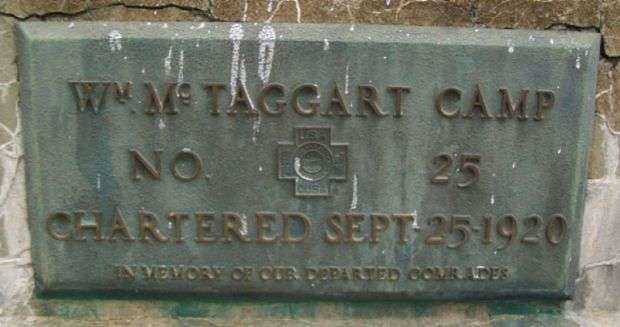 WM. MC TAGGART CAMP
NO. 25
CHARTERED SEPT-25-1920
IN MEMORY OF OUR DEPARTED COMRADES